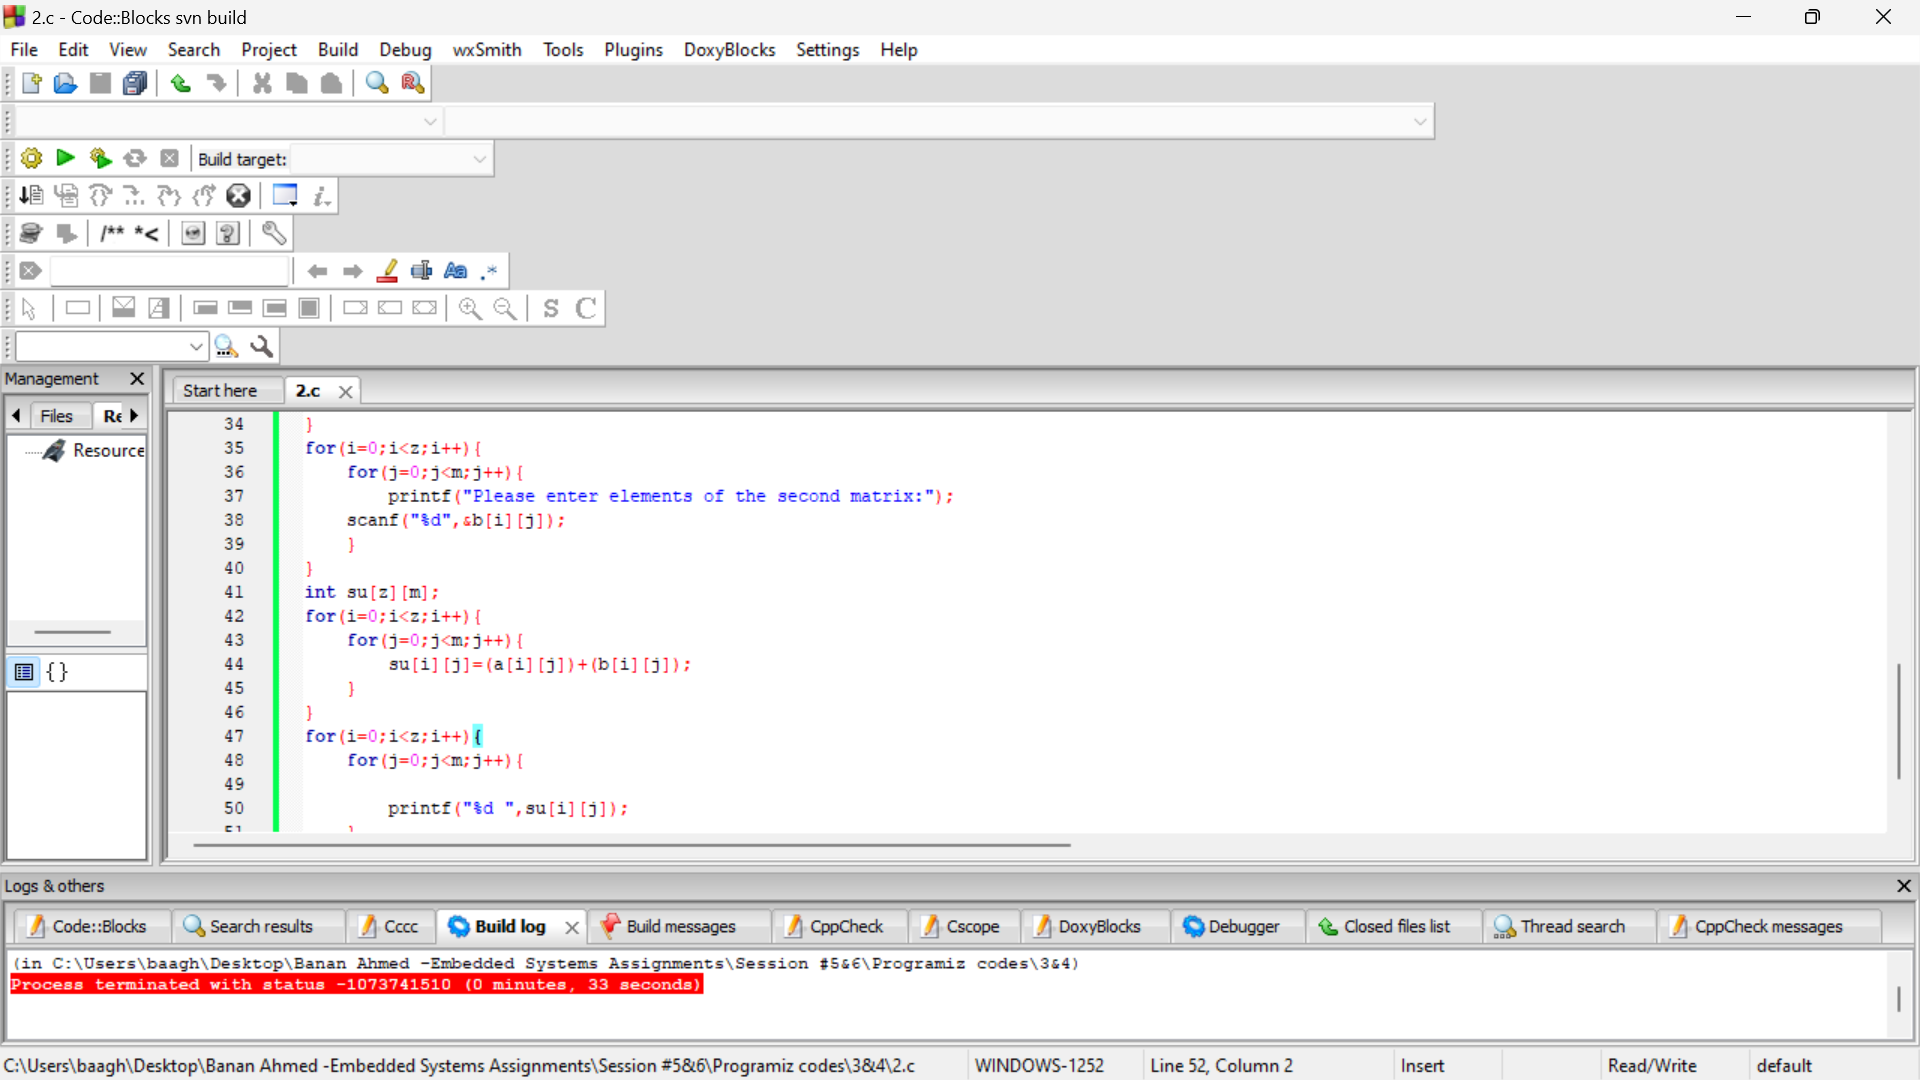 2.c - Code::Blocks svn build
File Edit View Search Project Build Debug wxSmith Tools Plugins DoxyBlocks Settings Help
Build target:
/** *<
Aa .*
S C
Management
Start here 2.c
Files Re
Resource
{}
34 }
35 for(i=0;i<z;i++){
36 for(j=0;j<m;j++){
37 printf("Please enter elements of the second matrix:");
38 scanf("%d",&b[i][j]);
39 }
40 }
41 int su[z][m];
42 for(i=0;i<z;i++){
43 for(j=0;j<m;j++){
44 su[i][j]=(a[i][j])+(b[i][j]);
45 }
46 }
47 for(i=0;i<z;i++){
48 for(j=0;j<m;j++){
49
50 printf("%d ",su[i][j]);
51 }
Logs & others
Code::Blocks Search results Cccc Build log Build messages CppCheck Cscope DoxyBlocks Debugger Closed files list Thread search CppCheck messages
(in C:\Users\baagh\Desktop\Banan Ahmed -Embedded Systems Assignments\Session #5&6\Programiz codes\3&4)
Process terminated with status -1073741510 (0 minutes, 33 seconds)
C:\Users\baagh\Desktop\Banan Ahmed -Embedded Systems Assignments\Session #5&6\Programiz codes\3&4\2.c WINDOWS-1252 Line 52, Column 2 Insert Read/Write default